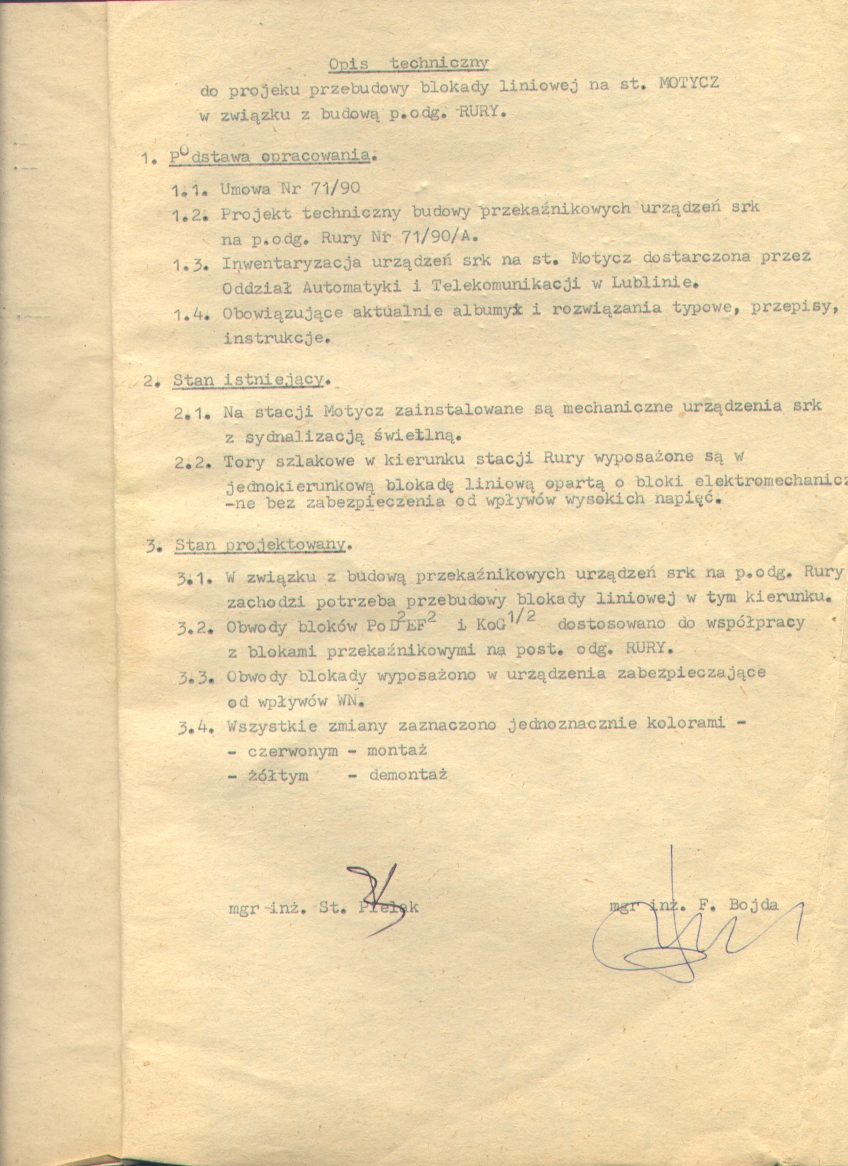 Opis techniczny
do projeku przebudowy blokady liniowej na st. MOTYCZ
w związku z budową p.odg. RURY.
1. Podstawa opracowania.
1.1. Umowa Nr 71/90
1.2. Projekt techniczny budowy przekaźnikowych urządzeń srk
na p.odg. Rury Nr 71/90/A.
1.3. Inwentaryzacja urządzeń srk na st. Motycz dostarczona przez
Oddział Automatyki i Telekomunikacji w Lublinie.
1.4. Obowiązujące aktualnie albumy i rozwiązania typowe, przepisy,
instrukcje.
2. Stan istniejący.
2.1. Na stacji Motycz zainstalowane są mechaniczne urządzenia srk
z sydnalizacją świetlną.
2.2. Tory szlakowe w kierunku stacji Rury wyposażone są w
jednokierunkową blokadę liniową opartą o bloki elektromechanicz
-ne bez zabezpieczenia od wpływów wysokich napięć.
3. Stan projektowany.
3.1. W związku z budową przekaźnikowych urządzeń srk na p.odg. Rury
zachodzi potrzeba przebudowy blokady liniowej w tym kierunku.
3.2. Obwody bloków PoD²EF² i KoG1/2 dostosowano do współpracy
z blokami przekaźnikowymi na post. odg. RURY.
3.3. Obwody blokady wyposażono w urządzenia zabezpieczające
od wpływów WN.
3.4. Wszystkie zmiany zaznaczono jednoznacznie kolorami -
- czerwonym - montaż
- żółtym - demontaż
mgr inż. St. Pielak mgr inż. F. Bojda